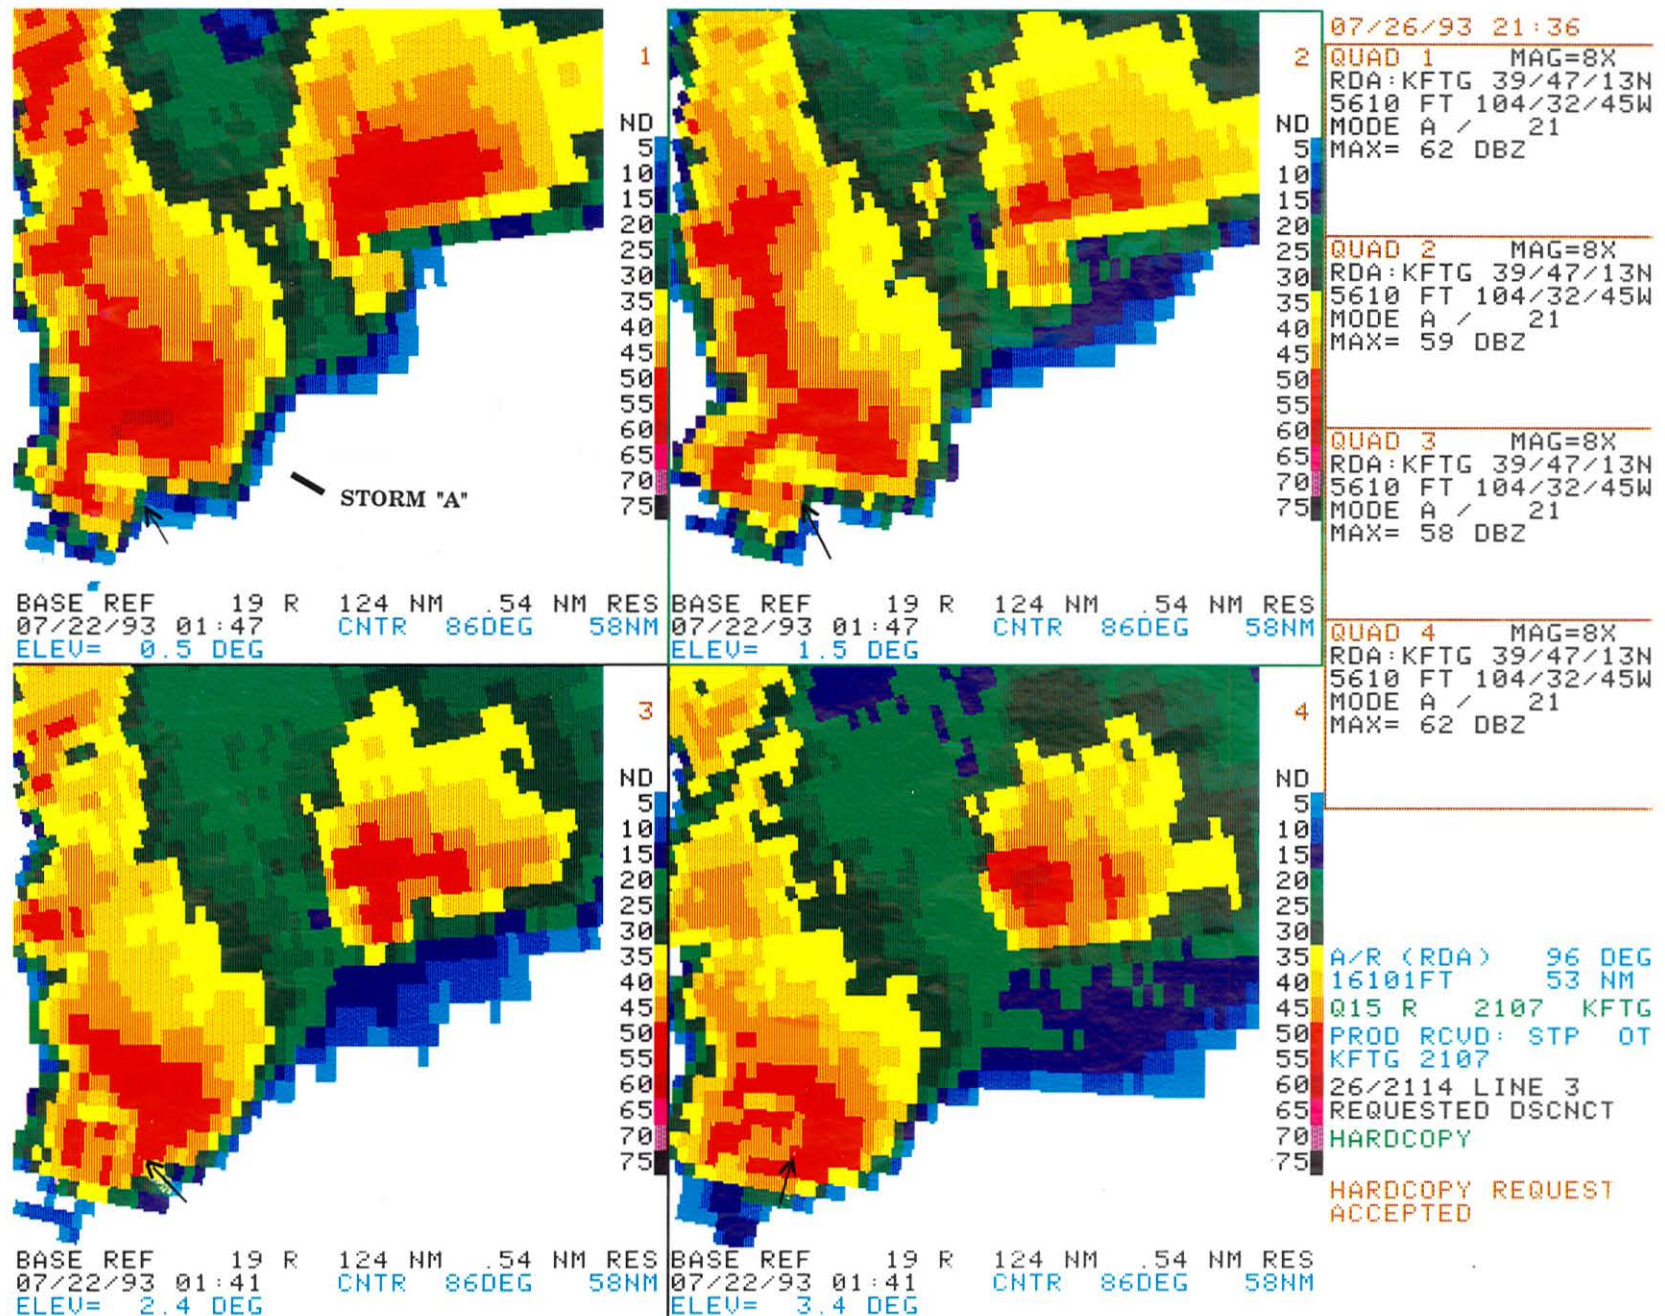 1
ND
5
10
15
20
25
30
35
40
45
50
55
60
65
70
75
STORM "A"
BASE REF 19 R 124 NM .54 NM RES
07/22/93 01:47 CNTR 86DEG 58NM
ELEV= 0.5 DEG
2
ND
5
10
15
20
25
30
35
40
45
50
55
60
65
70
75
BASE REF 19 R 124 NM .54 NM RES
07/22/93 01:47 CNTR 86DEG 58NM
ELEV= 1.5 DEG
3
ND
5
10
15
20
25
30
35
40
45
50
55
60
65
70
75
BASE REF 19 R 124 NM .54 NM RES
07/22/93 01:41 CNTR 86DEG 58NM
ELEV= 2.4 DEG
4
ND
5
10
15
20
25
30
35
40
45
50
55
60
65
70
75
BASE REF 19 R 124 NM .54 NM RES
07/22/93 01:41 CNTR 86DEG 58NM
ELEV= 3.4 DEG
07/26/93 21:36
QUAD 1 MAG=8X
RDA:KFTG 39/47/13N
5610 FT 104/32/45W
MODE A / 21
MAX= 62 DBZ
QUAD 2 MAG=8X
RDA:KFTG 39/47/13N
5610 FT 104/32/45W
MODE A / 21
MAX= 59 DBZ
QUAD 3 MAG=8X
RDA:KFTG 39/47/13N
5610 FT 104/32/45W
MODE A / 21
MAX= 58 DBZ
QUAD 4 MAG=8X
RDA:KFTG 39/47/13N
5610 FT 104/32/45W
MODE A / 21
MAX= 62 DBZ
A/R (RDA) 96 DEG
16101FT 53 NM
Q15 R 2107 KFTG
PROD RCVD: STP OT
KFTG 2107
26/2114 LINE 3
REQUESTED DSCNCT
HARDCOPY
HARDCOPY REQUEST
ACCEPTED